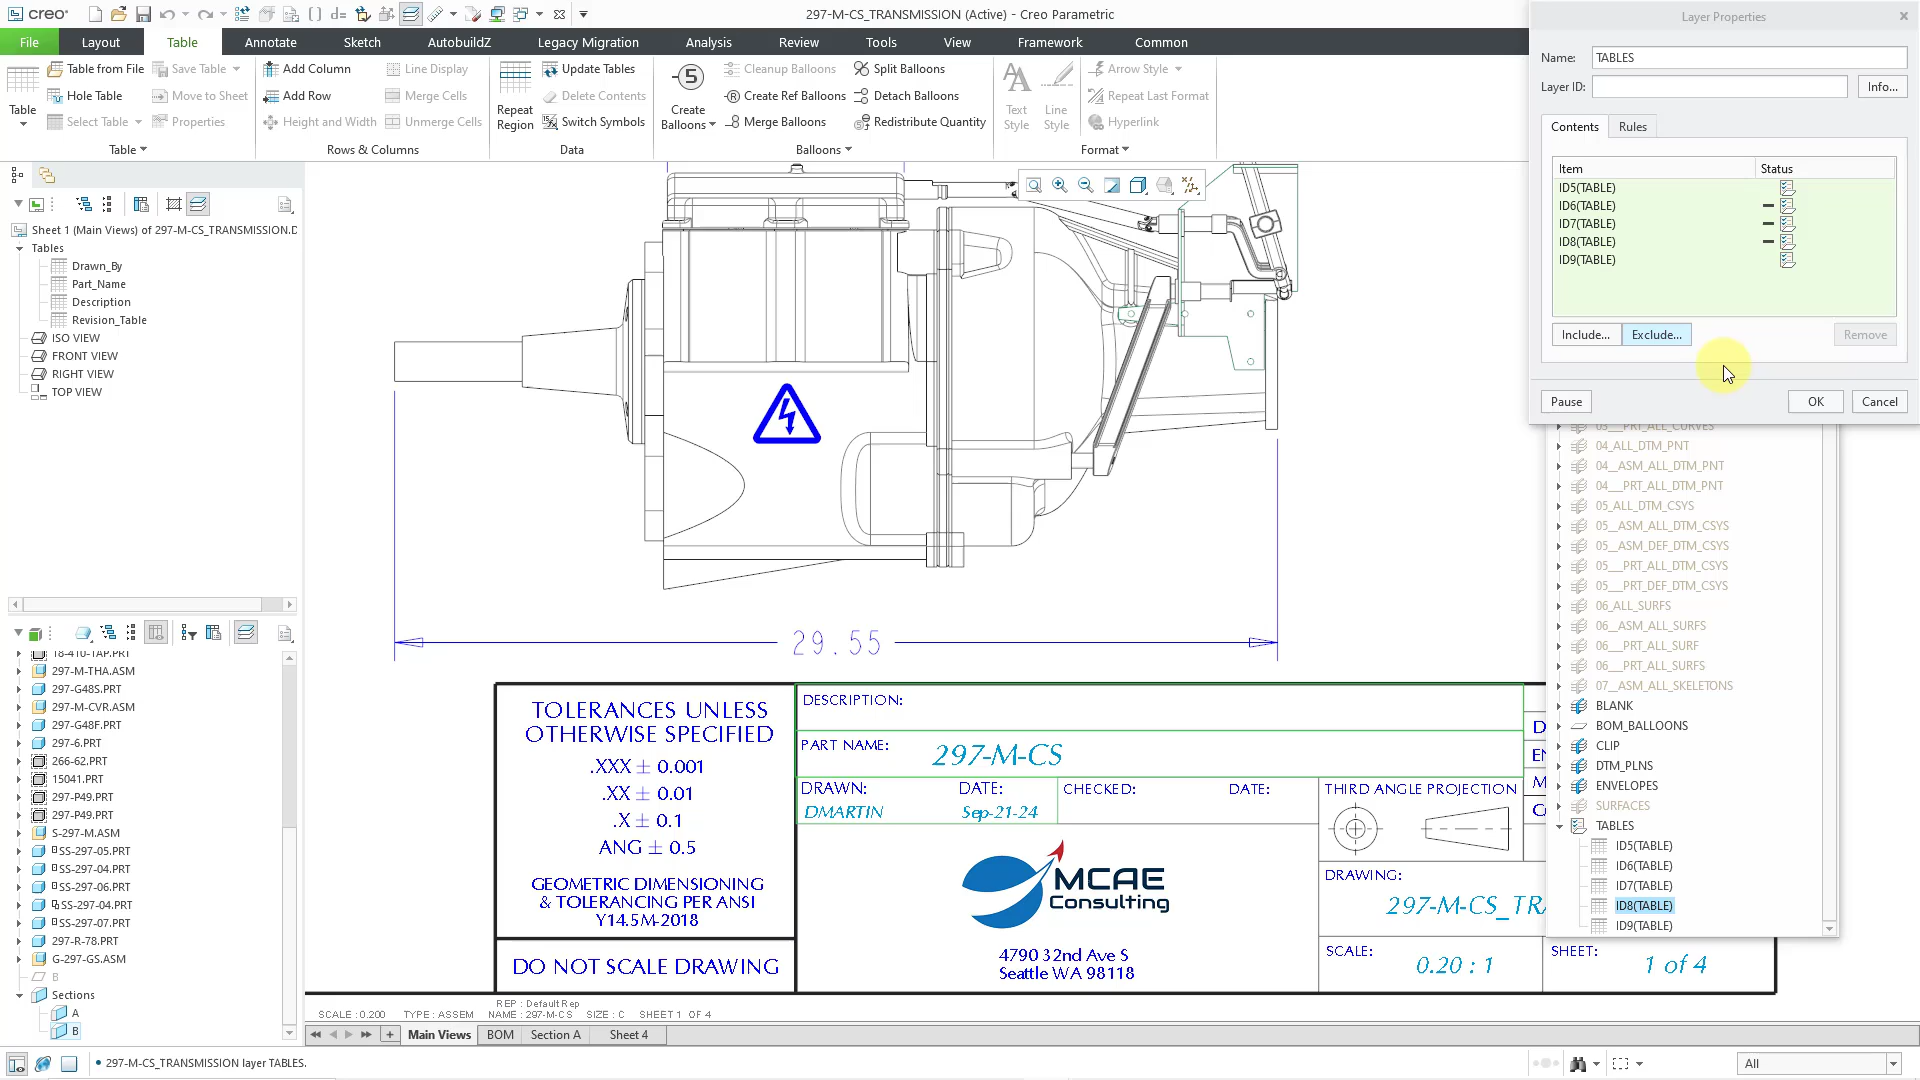 creo
297-M-CS_TRANSMISSION (Active) - Creo Parametric
File
Layout
Table
Annotate
Sketch
AutobuildZ
Legacy Migration
Analysis
Review
Tools
View
Framework
Common
Table
Table from File
Hole Table
Select Table
Save Table
Move to Sheet
Properties
Table
Add Column
Add Row
Height and Width
Line Display
Merge Cells
Unmerge Cells
Rows & Columns
Repeat
Region
Update Tables
Delete Contents
Switch Symbols
Data
Create
Balloons
Cleanup Balloons
Create Ref Balloons
Merge Balloons
Split Balloons
Detach Balloons
Redistribute Quantity
Balloons
Text
Style
Line
Style
Arrow Style
Repeat Last Format
Hyperlink
Format
Sheet 1 (Main Views) of 297-M-CS_TRANSMISSION.D
Tables
Drawn_By
Part_Name
Description
Revision_Table
ISO VIEW
FRONT VIEW
RIGHT VIEW
TOP VIEW
18-410-TAP.PRT
297-M-THA.ASM
297-G48S.PRT
297-M-CVR.ASM
297-G48F.PRT
297-6.PRT
266-62.PRT
15041.PRT
297-P49.PRT
297-P49.PRT
S-297-M.ASM
SS-297-05.PRT
SS-297-04.PRT
SS-297-06.PRT
SS-297-04.PRT
SS-297-07.PRT
297-R-78.PRT
G-297-GS.ASM
B
Sections
A
B
29.55
TOLERANCES UNLESS
OTHERWISE SPECIFIED
.XXX ± 0.001
.XX ± 0.01
.X ± 0.1
ANG ± 0.5
GEOMETRIC DIMENSIONING
& TOLERANCING PER ANSI
Y14.5M-2018
DO NOT SCALE DRAWING
DESCRIPTION:
PART NAME:
297-M-CS
DRAWN:
DATE:
CHECKED:
DATE:
THIRD ANGLE PROJECTION
DMARTIN
Sep-21-24
MCAE
Consulting
4790 32nd Ave S
Seattle WA 98118
DRAWING:
297-M-CS_TRA
SCALE:
0.20 : 1
SHEET:
1 of 4
REP : Default Rep
SCALE : 0.200 TYPE : ASSEM NAME : 297-M-CS SIZE : C SHEET 1 OF 4
Main Views
BOM
Section A
Sheet 4
297-M-CS_TRANSMISSION layer TABLES.
All
Layer Properties
Name:
TABLES
Layer ID:
Info...
Contents
Rules
Item
Status
ID5(TABLE)
ID6(TABLE)
ID7(TABLE)
ID8(TABLE)
ID9(TABLE)
Include...
Exclude...
Remove
Pause
OK
Cancel
03___PRT_ALL_CURVES
04_ALL_DTM_PNT
04__ASM_ALL_DTM_PNT
04___PRT_ALL_DTM_PNT
05_ALL_DTM_CSYS
05__ASM_ALL_DTM_CSYS
05__ASM_DEF_DTM_CSYS
05___PRT_ALL_DTM_CSYS
05___PRT_DEF_DTM_CSYS
06_ALL_SURFS
06__ASM_ALL_SURFS
06___PRT_ALL_SURF
06___PRT_ALL_SURFS
07__ASM_ALL_SKELETONS
BLANK
BOM_BALLOONS
CLIP
DTM_PLNS
ENVELOPES
SURFACES
TABLES
ID5(TABLE)
ID6(TABLE)
ID7(TABLE)
ID8(TABLE)
ID9(TABLE)